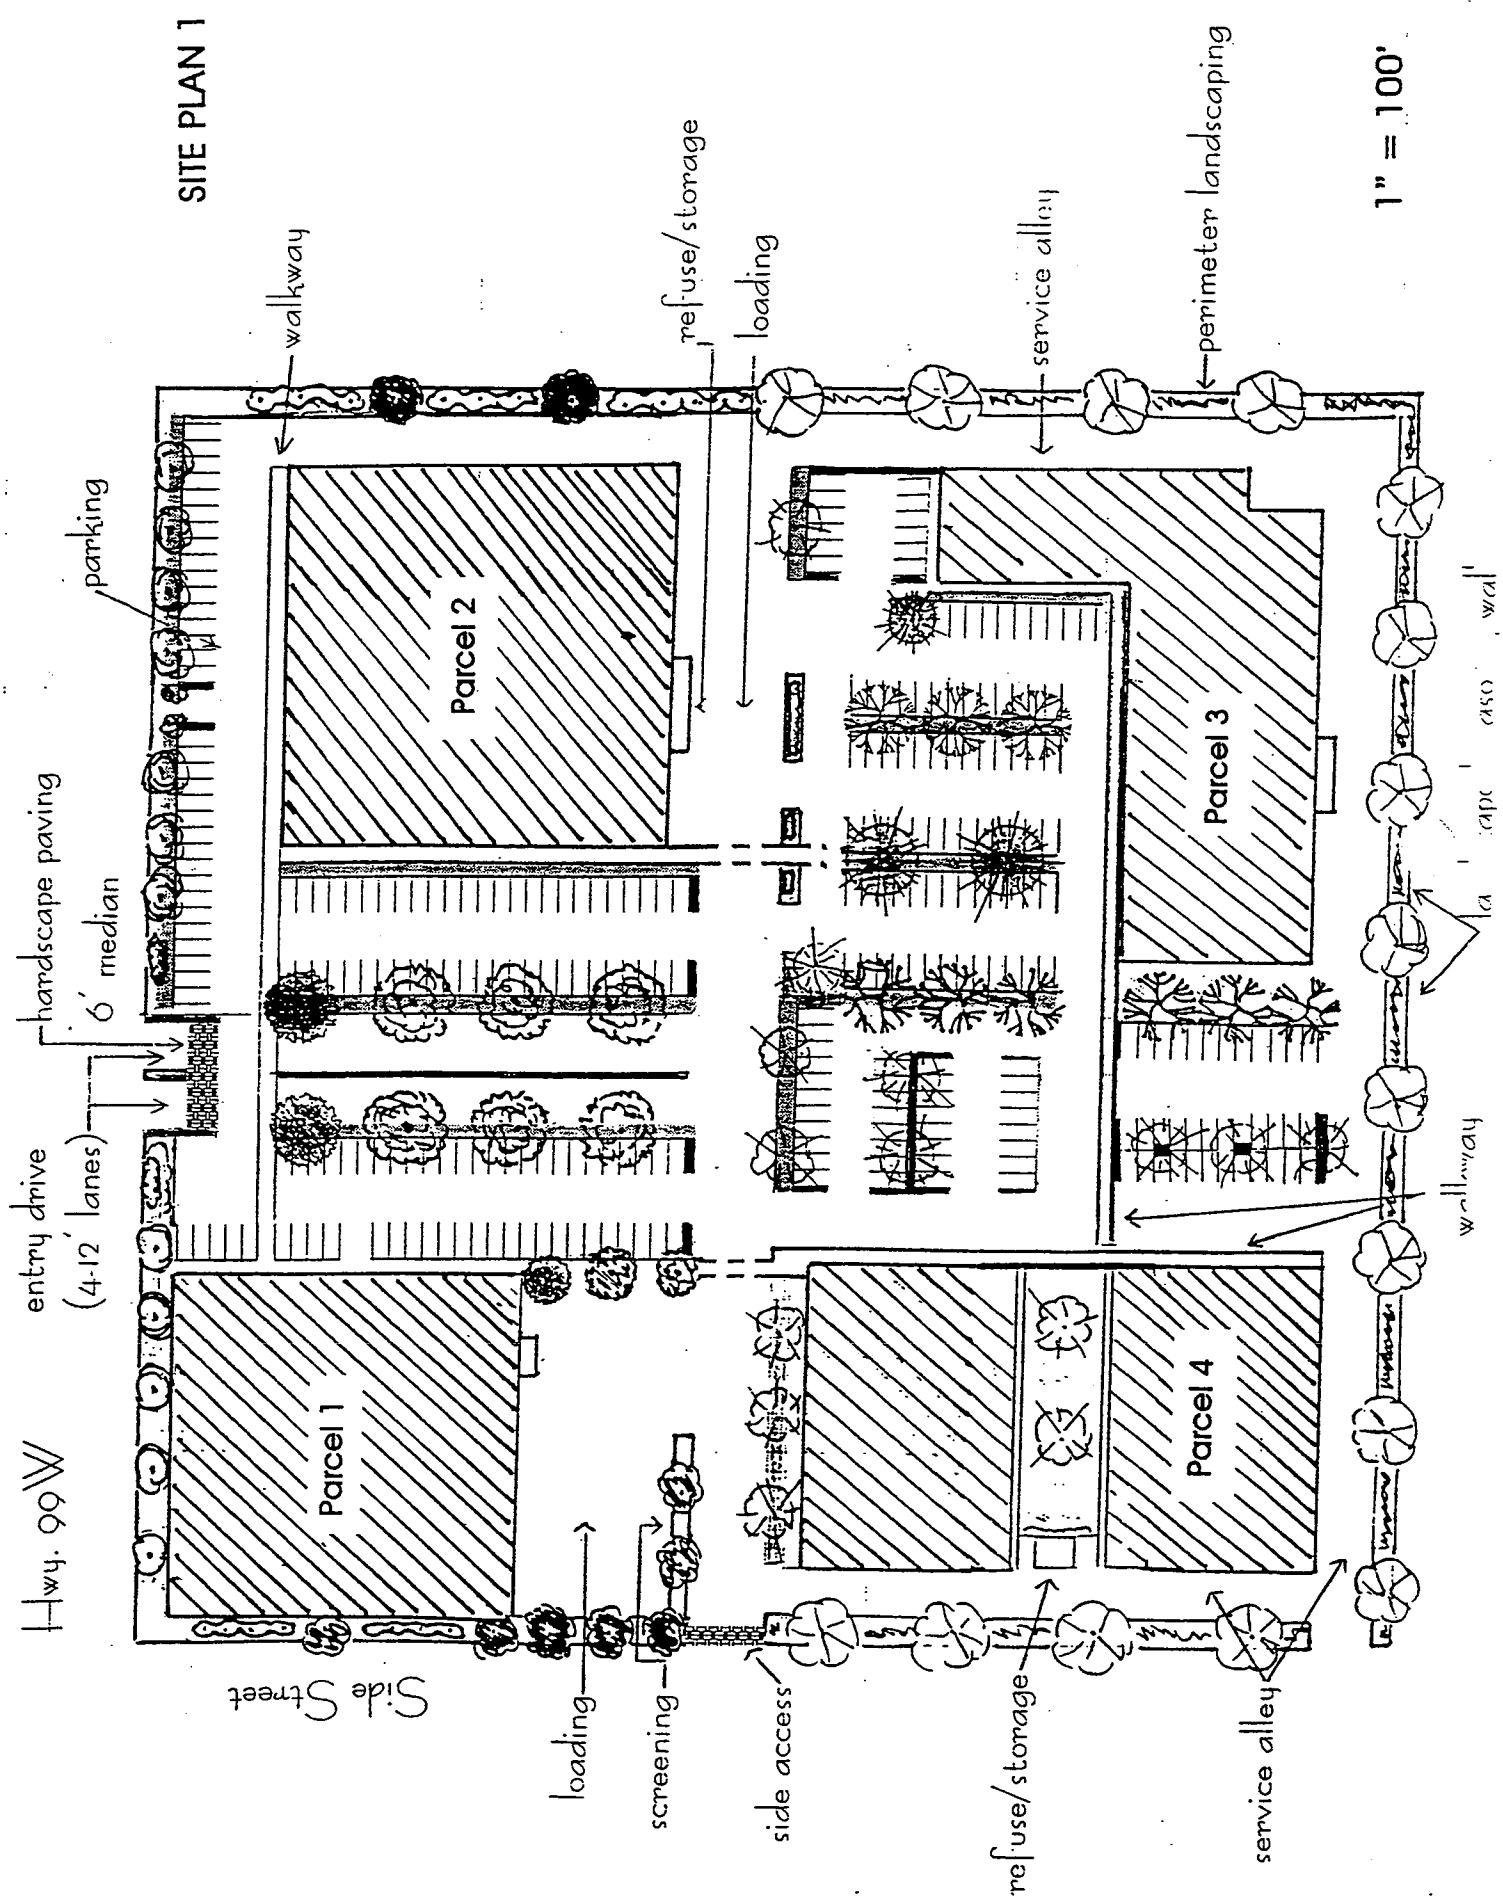 SITE PLAN 1
Hwy. 99W
entry drive
(4-12' lanes)
hardscape paving
6' median
parking
walkway
refuse/storage
loading
service alley
perimeter landscaping
1" = 100'
Parcel 1
Parcel 2
Parcel 3
Parcel 4
Side Street
loading
screening
side access
refuse/storage
service alley
walkway